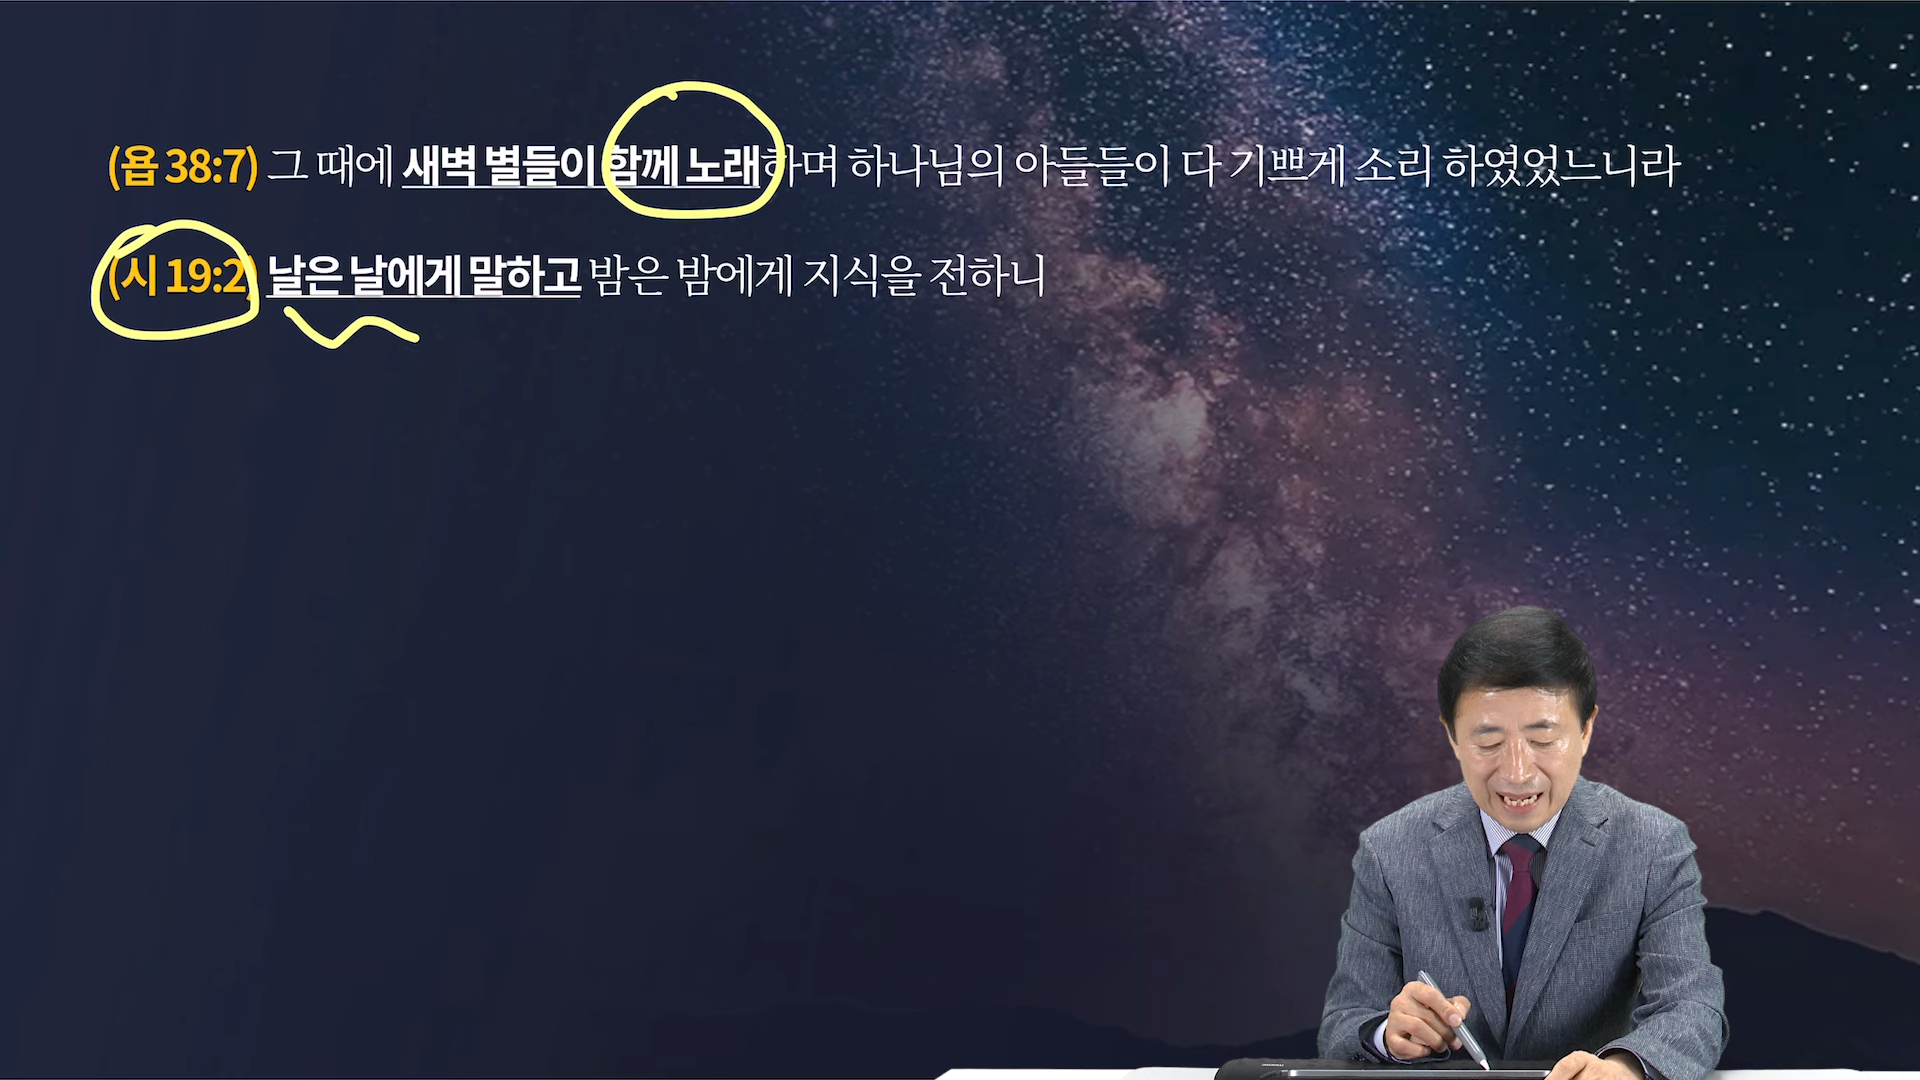 (욥 38:7) 그 때에 새벽 별들이 함께 노래하며 하나님의 아들들이 다 기쁘게 소리 하였었느니라
(시 19:2) 날은 날에게 말하고 밤은 밤에게 지식을 전하니